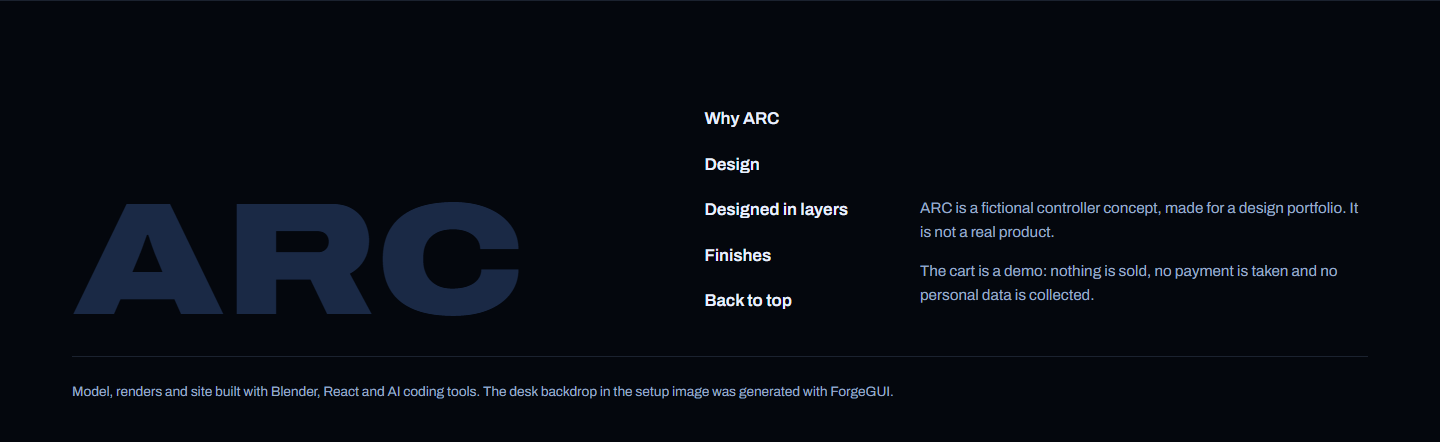 ARC
Why ARC
Design
Designed in layers
Finishes
Back to top
ARC is a fictional controller concept, made for a design portfolio. It
is not a real product.
The cart is a demo: nothing is sold, no payment is taken and no
personal data is collected.
Model, renders and site built with Blender, React and AI coding tools. The desk backdrop in the setup image was generated with ForgeGUI.